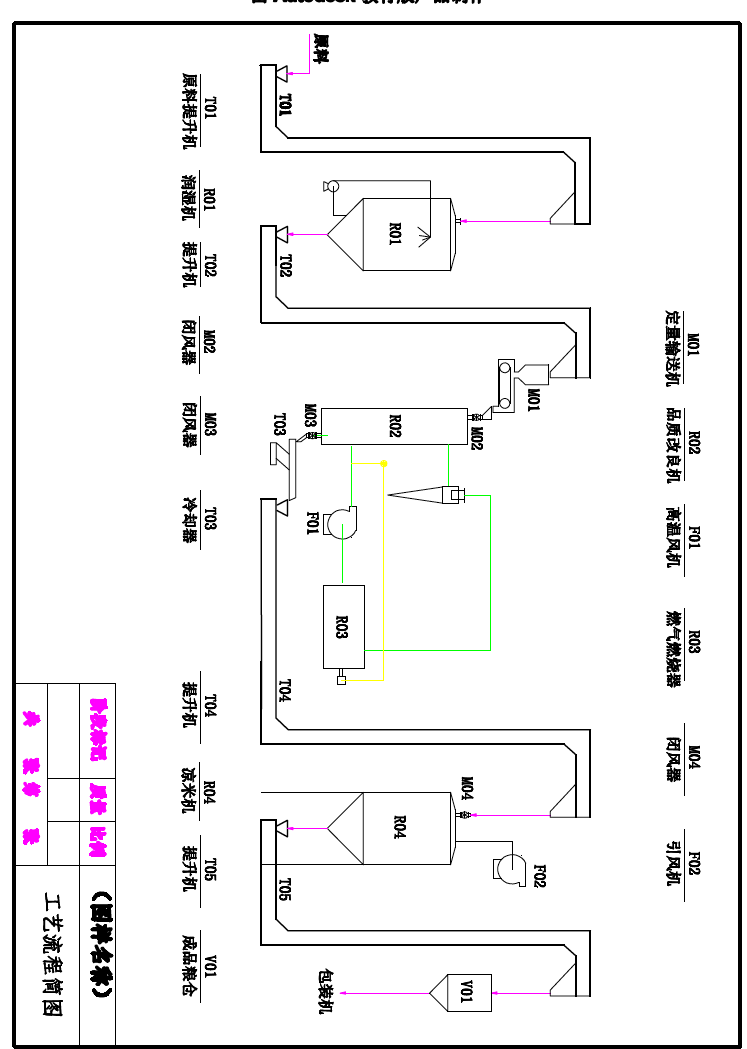 原料
T01
T02
T03
T04
T05
R01
R02
R03
R04
M01
M02
M03
M04
F01
F02
V01
包装机
M01
定量输送机
R02
品质改良机
F01
高温风机
R03
燃气燃烧器
M04
闭风器
F02
引风机
T01
原料提升机
R01
润湿机
T02
提升机
M02
闭风器
M03
闭风器
T03
冷却器
T04
提升机
R04
凉米机
T05
提升机
V01
成品粮仓
阶段标记
质量
比例
共 张 第 张
(图样名称)
工艺流程简图